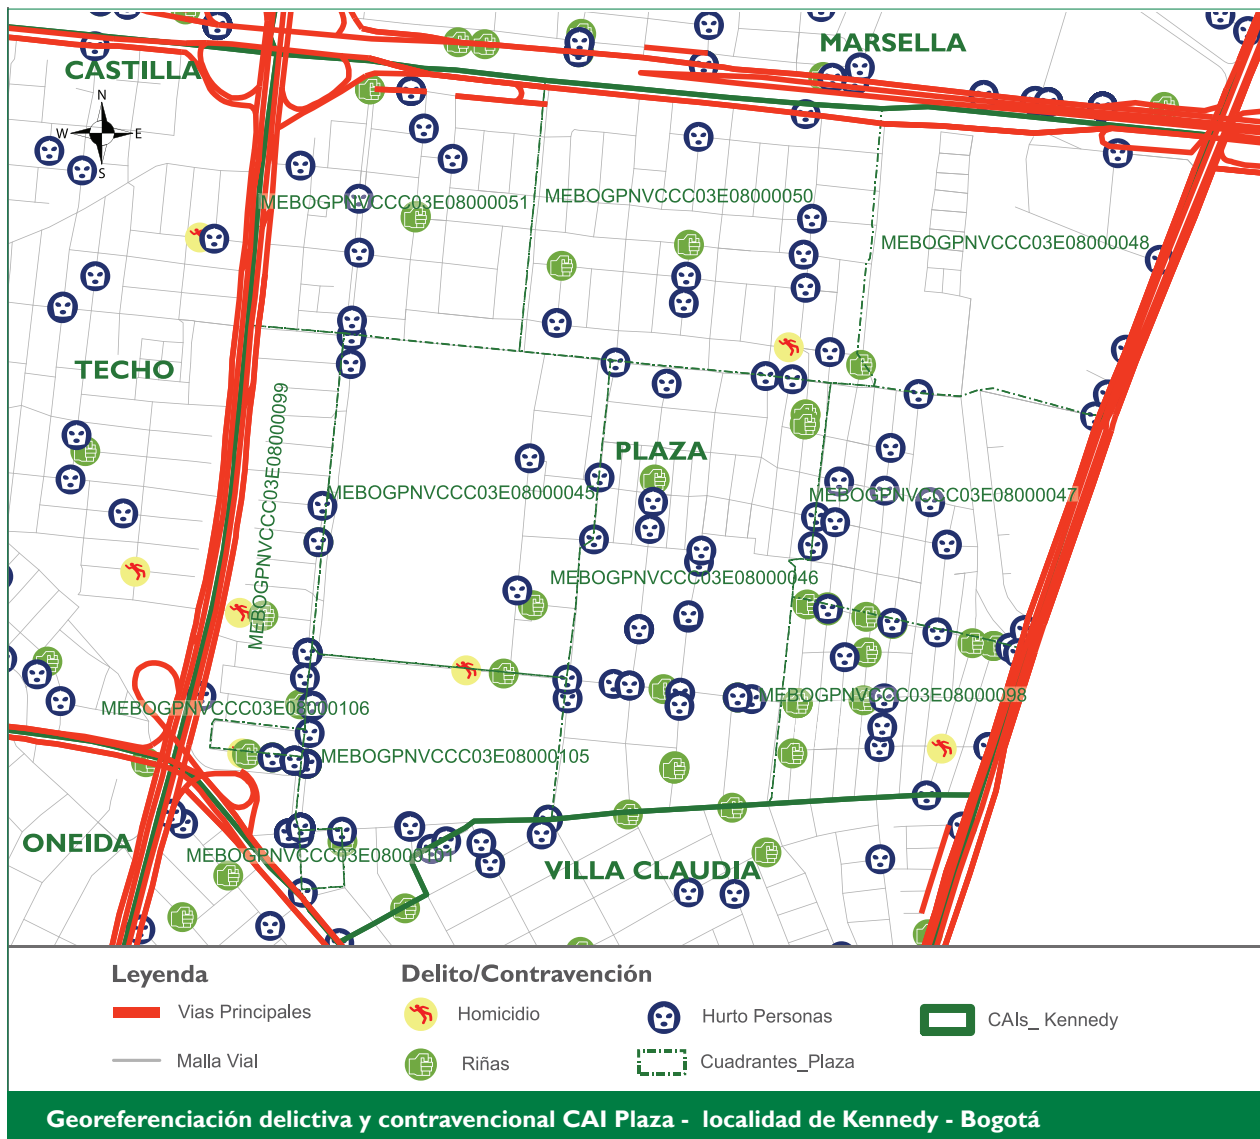 MARSELLA
CASTILLA
N
W E
S
MEBOGPNVCCC03E08000051
MEBOGPNVCCC03E08000050
MEBOGPNVCCC03E08000048
TECHO
MEBOGPNVCCC03E08000099
PLAZA
MEBOGPNVCCC03E08000045
MEBOGPNVCCC03E08000047
MEBOGPNVCCC03E08000046
MEBOGPNVCCC03E08000098
MEBOGPNVCCC03E08000106
MEBOGPNVCCC03E08000105
ONEIDA
MEBOGPNVCCC03E08000101
VILLA CLAUDIA
Leyenda
Delito/Contravención
Vias Principales
Homicidio
Hurto Personas
CAIs_ Kennedy
Malla Vial
Riñas
Cuadrantes_Plaza
Georeferenciación delictiva y contravencional CAI Plaza - localidad de Kennedy - Bogotá